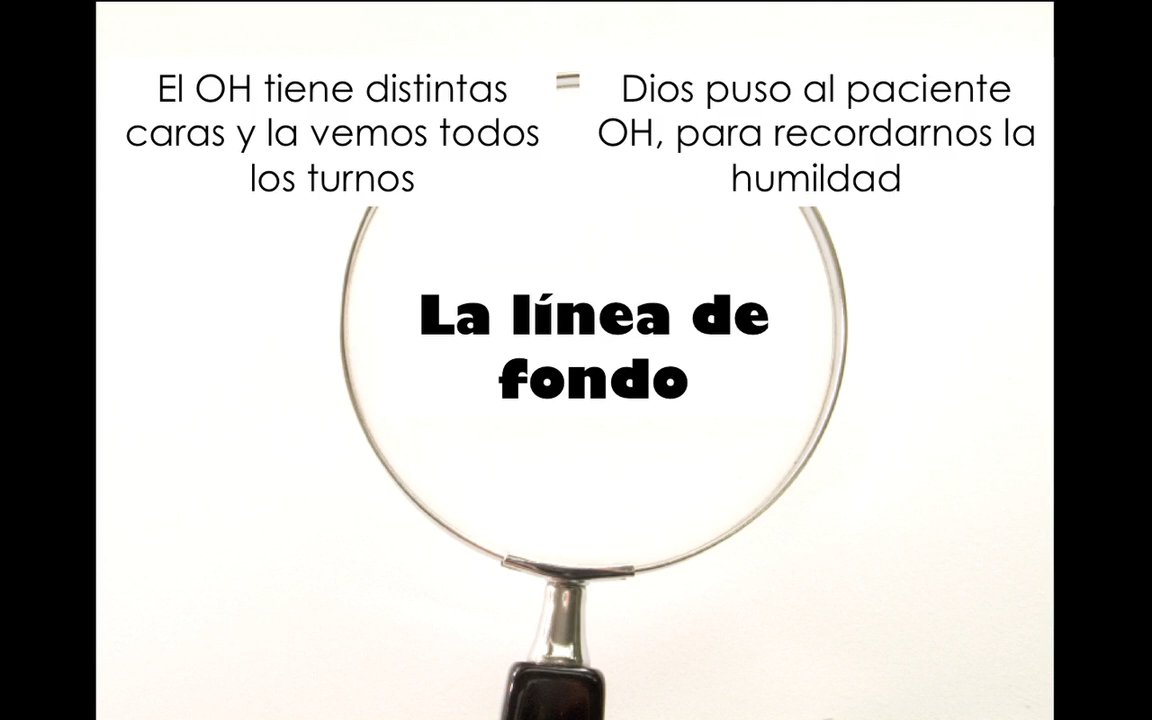 El OH tiene distintas
caras y la vemos todos
los turnos
Dios puso al paciente
OH, para recordarnos la
humildad
La línea de
fondo